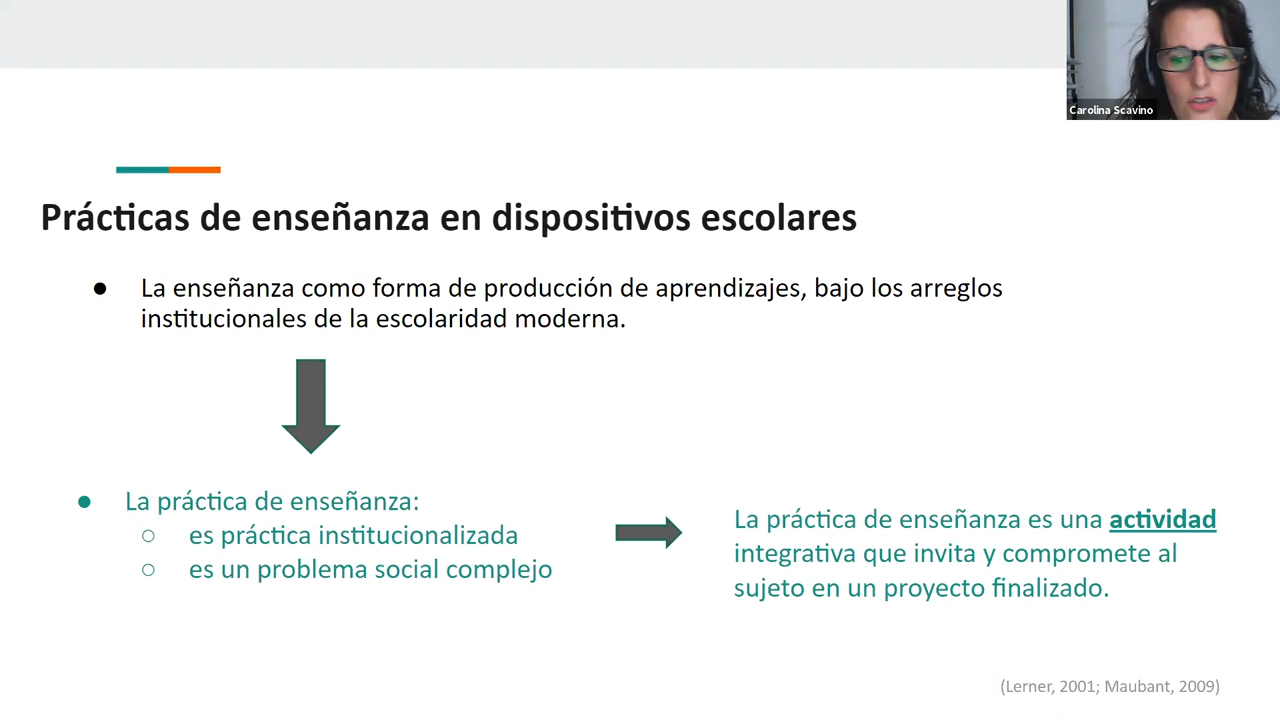 Carolina Scavino
Prácticas de enseñanza en dispositivos escolares
● La enseñanza como forma de producción de aprendizajes, bajo los arreglos
institucionales de la escolaridad moderna.
● La práctica de enseñanza:
○ es práctica institucionalizada
○ es un problema social complejo
La práctica de enseñanza es una actividad
integrativa que invita y compromete al
sujeto en un proyecto finalizado.
(Lerner, 2001; Maubant, 2009)